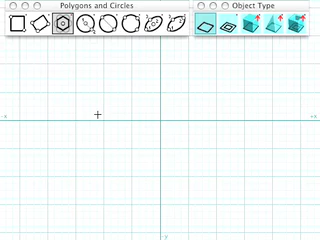 Polygons and Circles
Object Type
-x
+x
-y